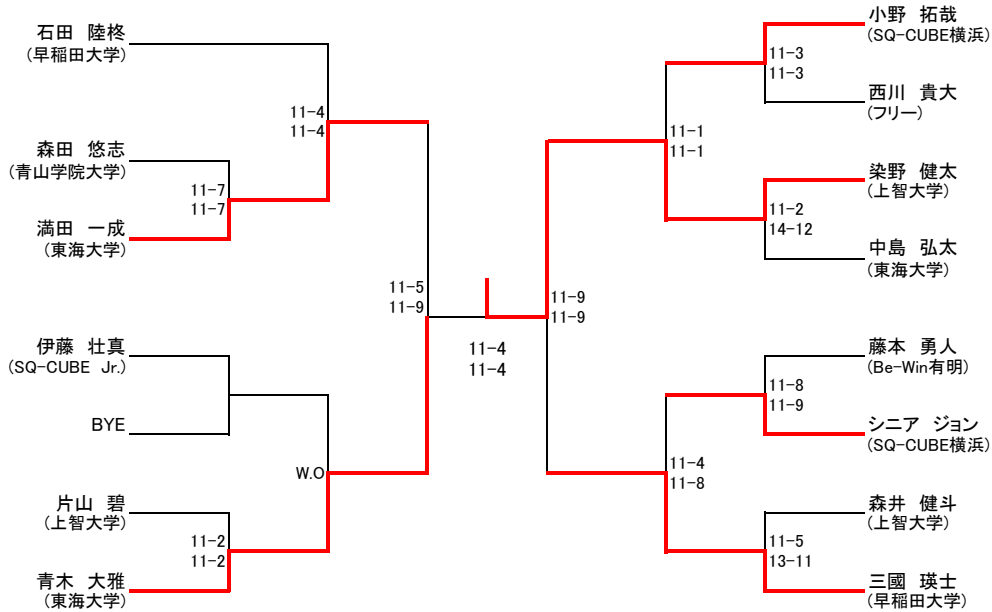 石田 陸柊
(早稲田大学)
11-4
11-4
森田 悠志
(青山学院大学)
11-7
11-7
満田 一成
(東海大学)
11-5
11-9
伊藤 壮真
(SQ-CUBE Jr.)
BYE
W.O
片山 碧
(上智大学)
11-2
11-2
青木 大雅
(東海大学)
11-4
11-4
小野 拓哉
(SQ-CUBE横浜)
11-3
11-3
西川 貴大
(フリー)
11-1
11-1
染野 健太
(上智大学)
11-2
14-12
中島 弘太
(東海大学)
11-9
11-9
藤本 勇人
(Be-Win有明)
11-8
11-9
シニア ジョン
(SQ-CUBE横浜)
11-4
11-8
森井 健斗
(上智大学)
11-5
13-11
三國 瑛士
(早稲田大学)